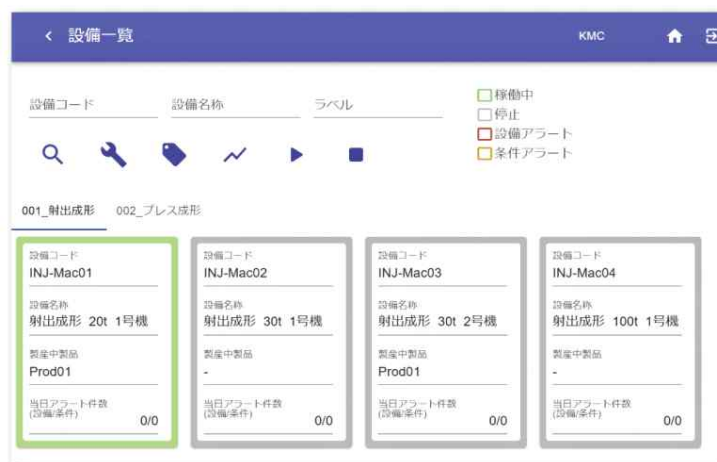 設備一覧
KMC
設備コード
設備名称
ラベル
稼働中
停止
設備アラート
条件アラート
001_射出成形
002_プレス成形
設備コード
INJ-Mac01
設備名称
射出成形 20t 1号機
製産中製品
Prod01
当日アラート件数
(設備/条件)
0/0
設備コード
INJ-Mac02
設備名称
射出成形 30t 1号機
製産中製品
-
当日アラート件数
(設備/条件)
0/0
設備コード
INJ-Mac03
設備名称
射出成形 30t 2号機
製産中製品
Prod01
当日アラート件数
(設備/条件)
0/0
設備コード
INJ-Mac04
設備名称
射出成形 100t 1号機
製産中製品
-
当日アラート件数
(設備/条件)
0/0